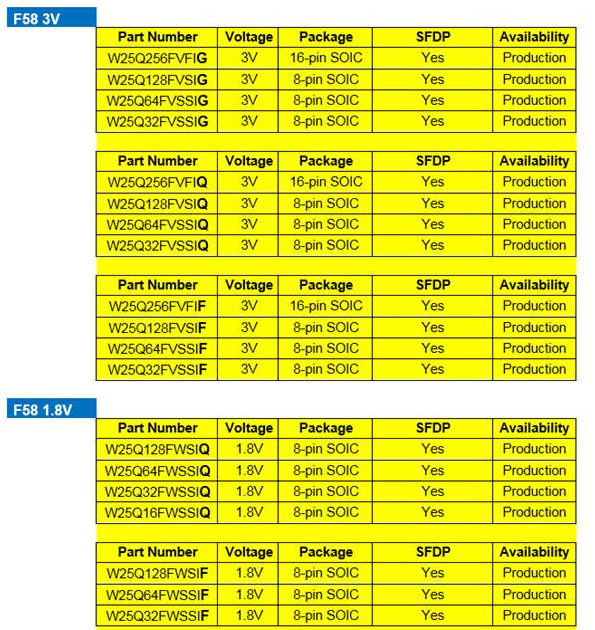 F58 3V
Part Number Voltage Package SFDP Availability
W25Q256FVFIG 3V 16-pin SOIC Yes Production
W25Q128FVSIG 3V 8-pin SOIC Yes Production
W25Q64FVSSIG 3V 8-pin SOIC Yes Production
W25Q32FVSSIG 3V 8-pin SOIC Yes Production
Part Number Voltage Package SFDP Availability
W25Q256FVFIQ 3V 16-pin SOIC Yes Production
W25Q128FVSIQ 3V 8-pin SOIC Yes Production
W25Q64FVSSIQ 3V 8-pin SOIC Yes Production
W25Q32FVSSIQ 3V 8-pin SOIC Yes Production
Part Number Voltage Package SFDP Availability
W25Q256FVFIF 3V 16-pin SOIC Yes Production
W25Q128FVSIF 3V 8-pin SOIC Yes Production
W25Q64FVSSIF 3V 8-pin SOIC Yes Production
W25Q32FVSSIF 3V 8-pin SOIC Yes Production
F58 1.8V
Part Number Voltage Package SFDP Availability
W25Q128FWSIQ 1.8V 8-pin SOIC Yes Production
W25Q64FWSSIQ 1.8V 8-pin SOIC Yes Production
W25Q32FWSSIQ 1.8V 8-pin SOIC Yes Production
W25Q16FWSSIQ 1.8V 8-pin SOIC Yes Production
Part Number Voltage Package SFDP Availability
W25Q128FWSIF 1.8V 8-pin SOIC Yes Production
W25Q64FWSSIF 1.8V 8-pin SOIC Yes Production
W25Q32FWSSIF 1.8V 8-pin SOIC Yes Production